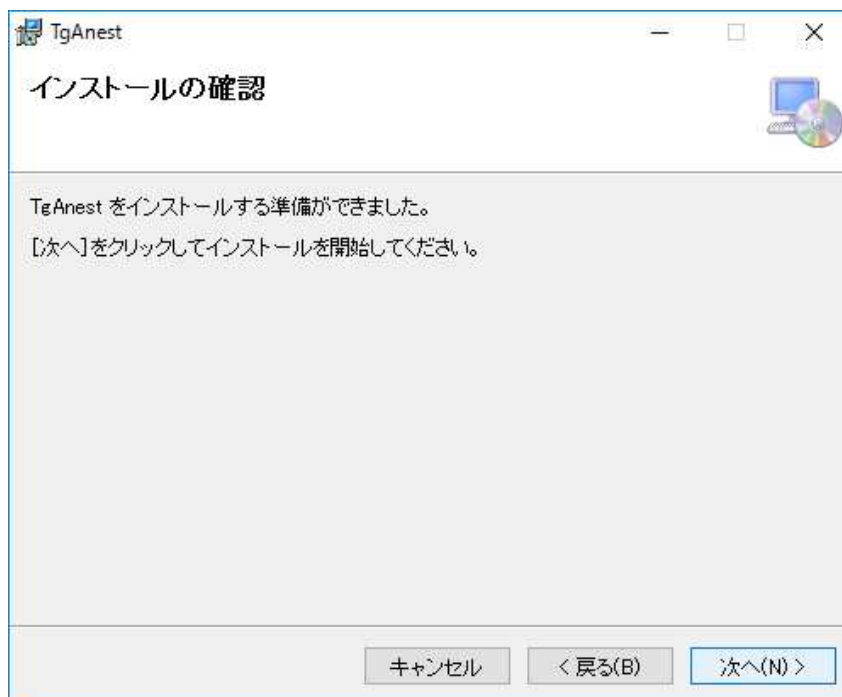 TgAnest
インストールの確認
TgAnest をインストールする準備ができました。
[次へ]をクリックしてインストールを開始してください。
キャンセル
< 戻る(B)
次へ(N) >